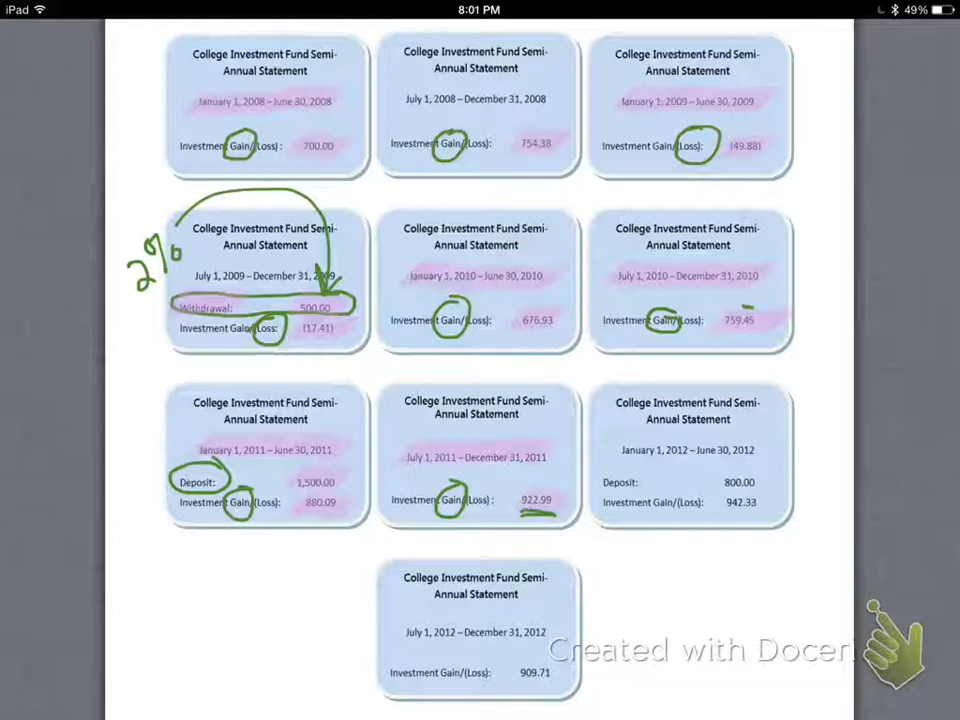 iPad
8:01 PM
49%
College Investment Fund Semi-
Annual Statement
January 1, 2008 – June 30, 2008
Investment Gain/(Loss) : 700.00
College Investment Fund Semi-
Annual Statement
July 1, 2008 – December 31, 2008
Investment Gain/(Loss): 754.38
College Investment Fund Semi-
Annual Statement
January 1, 2009 – June 30, 2009
Investment Gain/(Loss): (49.88)
2%
College Investment Fund Semi-
Annual Statement
July 1, 2009 – December 31, 2009
Withdrawal: 500.00
Investment Gain/(Loss: (17.41)
College Investment Fund Semi-
Annual Statement
January 1, 2010 – June 30, 2010
Investment Gain/(Loss): 676.93
College Investment Fund Semi-
Annual Statement
July 1, 2010 – December 31, 2010
Investment Gain/(Loss): 759.45
College Investment Fund Semi-
Annual Statement
January 1, 2011 – June 30, 2011
Deposit: 1,500.00
Investment Gain/(Loss): 880.09
College Investment Fund Semi-
Annual Statement
July 1, 2011 – December 31, 2011
Investment Gain/(Loss) : 922.99
College Investment Fund Semi-
Annual Statement
January 1, 2012 – June 30, 2012
Deposit: 800.00
Investment Gain/(Loss): 942.33
College Investment Fund Semi-
Annual Statement
July 1, 2012 – December 31, 2012
Investment Gain/(Loss): 909.71
Created with Doceri